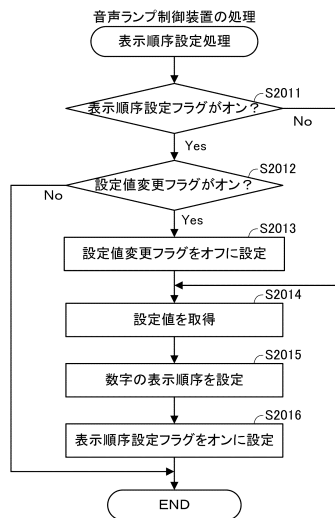 音声ランプ制御装置の処理
表示順序設定処理
S2011
表示順序設定フラグがオン？
No
Yes
S2012
設定値変更フラグがオン？
No
Yes
S2013
設定値変更フラグをオフに設定
S2014
設定値を取得
S2015
数字の表示順序を設定
S2016
表示順序設定フラグをオンに設定
END